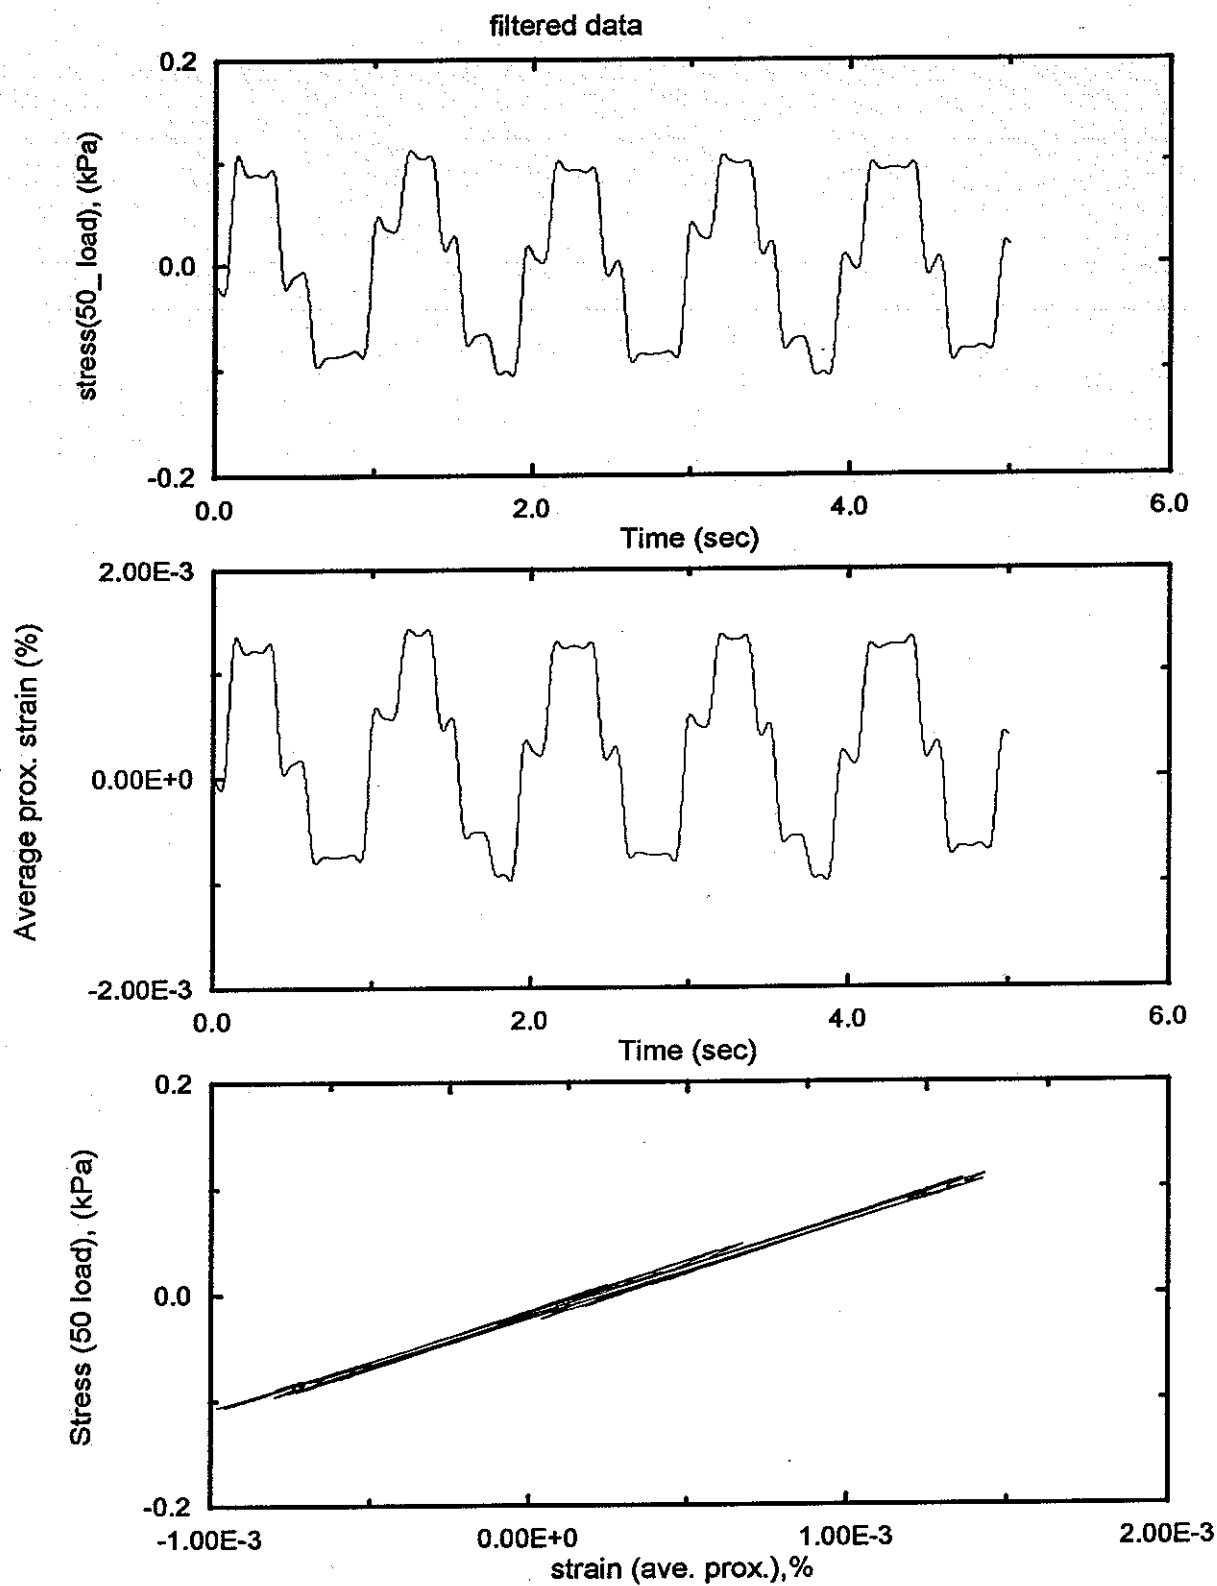 filtered data
0.2
stress(50_ load), (kPa)
0.0
-0.2
0.0 2.0 4.0 6.0
Time (sec)
2.00E-3
Average prox. strain (%)
0.00E+0
-2.00E-3
0.0 2.0 4.0 6.0
Time (sec)
0.2
Stress (50 load), (kPa)
0.0
-0.2
-1.00E-3 0.00E+0 1.00E-3 2.00E-3
strain (ave. prox.),%